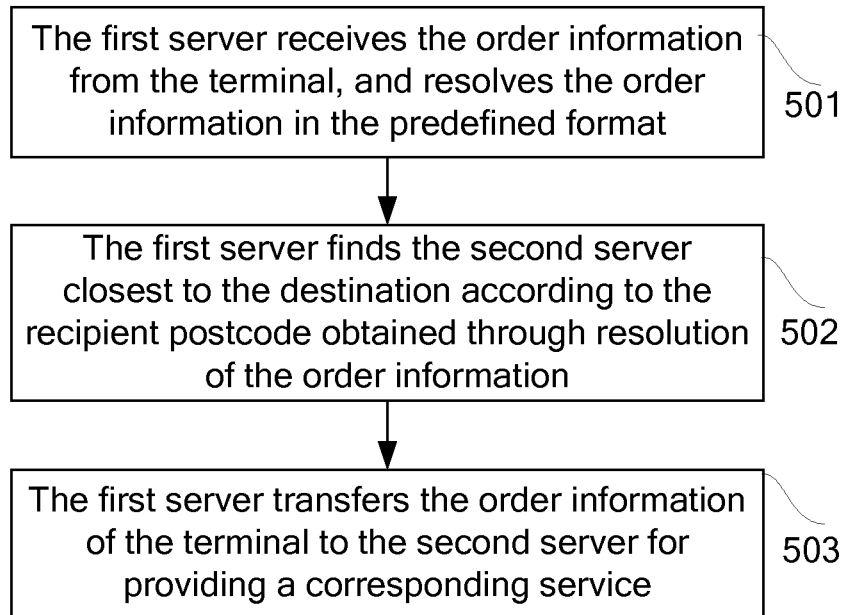 The first server receives the order information
from the terminal, and resolves the order
information in the predefined format
501
The first server finds the second server
closest to the destination according to the
recipient postcode obtained through resolution
of the order information
502
The first server transfers the order information
of the terminal to the second server for
providing a corresponding service
503